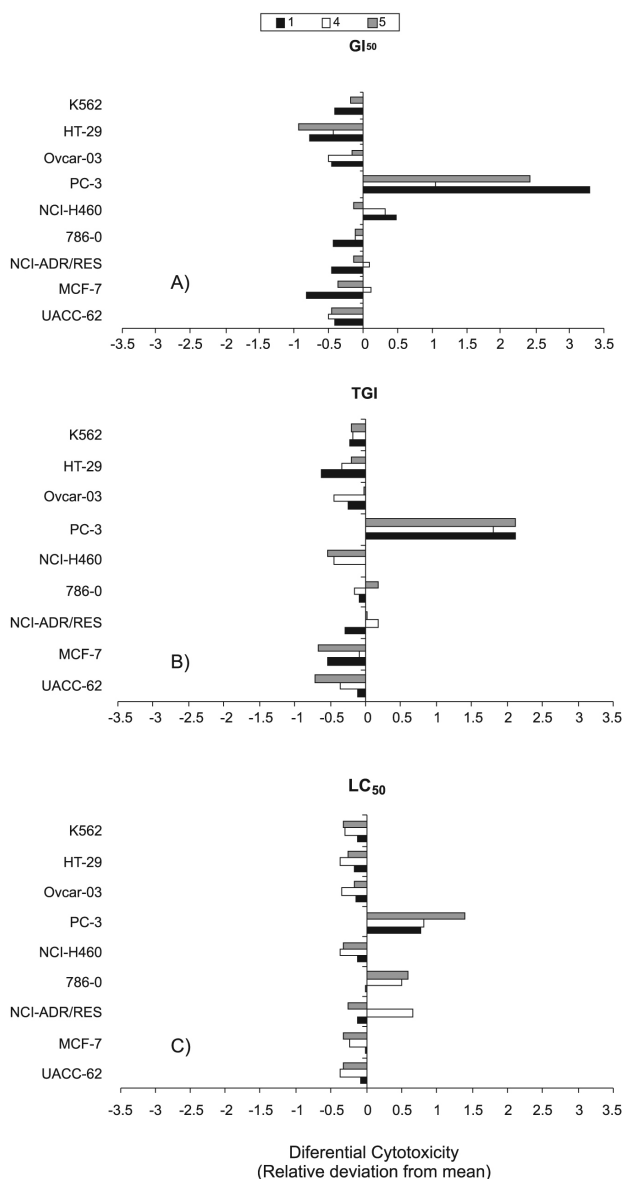 1 4 5
GI50
K562
HT-29
Ovcar-03
PC-3
NCI-H460
786-0
NCI-ADR/RES
A)
MCF-7
UACC-62
-3.5 -3 -2.5 -2 -1.5 -1 -0.5 0 0.5 1 1.5 2 2.5 3 3.5
TGI
K562
HT-29
Ovcar-03
PC-3
NCI-H460
786-0
NCI-ADR/RES
MCF-7
B)
UACC-62
-3.5 -3 -2.5 -2 -1.5 -1 -0.5 0 0.5 1 1.5 2 2.5 3 3.5
LC50
K562
HT-29
Ovcar-03
PC-3
NCI-H460
786-0
NCI-ADR/RES
MCF-7
C)
UACC-62
-3.5 -3 -2.5 -2 -1.5 -1 -0.5 0 0.5 1 1.5 2 2.5 3 3.5
Diferential Cytotoxicity
(Relative deviation from mean)